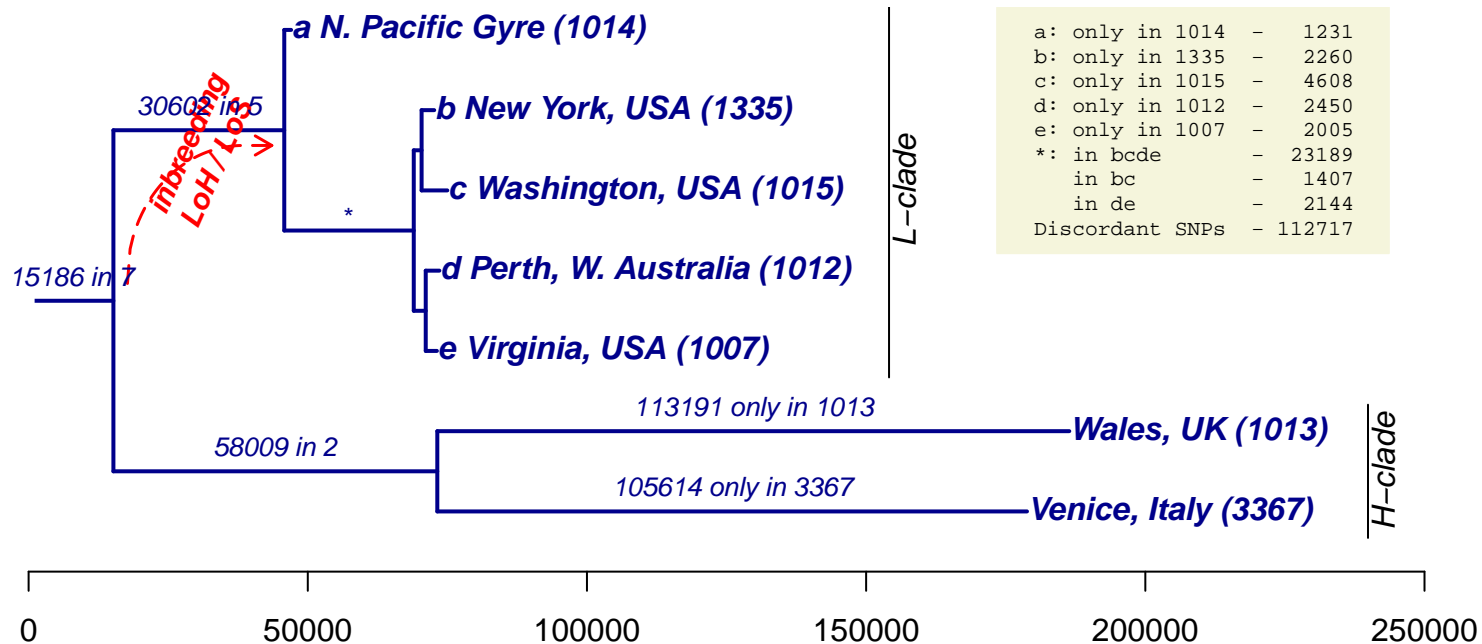 a N. Pacific Gyre (1014)
30602 in 5
inbreeding
LoH > LoS
b New York, USA (1335)
c Washington, USA (1015)
*
15186 in 7
d Perth, W. Australia (1012)
e Virginia, USA (1007)
L-clade
a: only in 1014 - 1231
b: only in 1335 - 2260
c: only in 1015 - 4608
d: only in 1012 - 2450
e: only in 1007 - 2005
*: in bcde - 23189
in bc - 1407
in de - 2144
Discordant SNPs - 112717
113191 only in 1013
Wales, UK (1013)
58009 in 2
105614 only in 3367
Venice, Italy (3367)
H-clade
0 50000 100000 150000 200000 250000